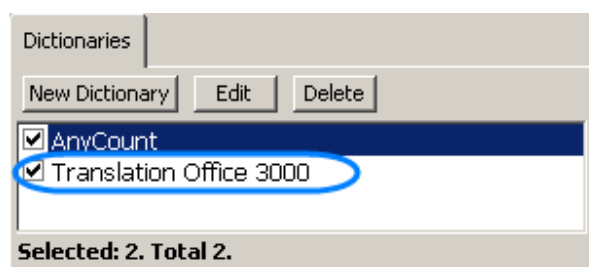 Dictionaries
New Dictionary Edit Delete
AnyCount
Translation Office 3000
Selected: 2. Total 2.